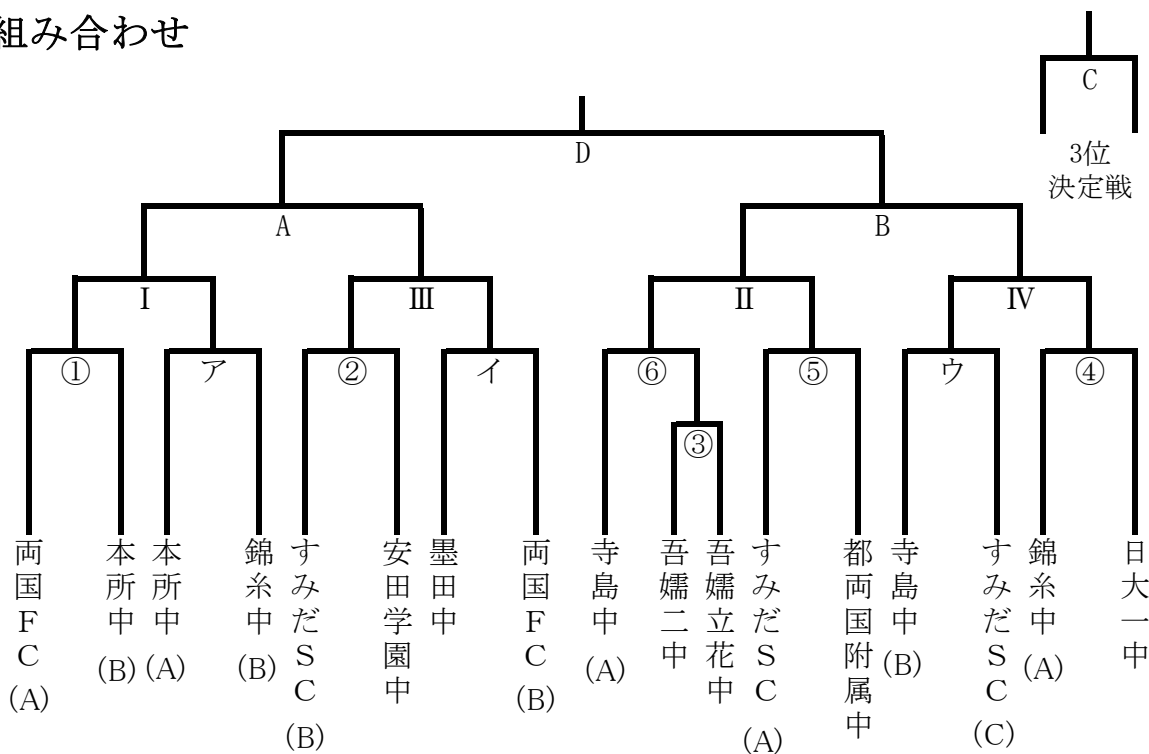 組み合わせ
C
3位
決定戦
D
A
B
Ⅰ
Ⅲ
Ⅱ
Ⅳ
①
ア
②
イ
⑥
⑤
ウ
④
③
両国FC(A)
本所中(B)
本所中(A)
錦糸中(B)
すみだSC(B)
安田学園中
墨田中
両国FC(B)
寺島中(A)
吾嬬二中
吾嬬立花中
すみだSC(A)
都両国附属中
寺島中(B)
すみだSC(C)
錦糸中(A)
日大一中